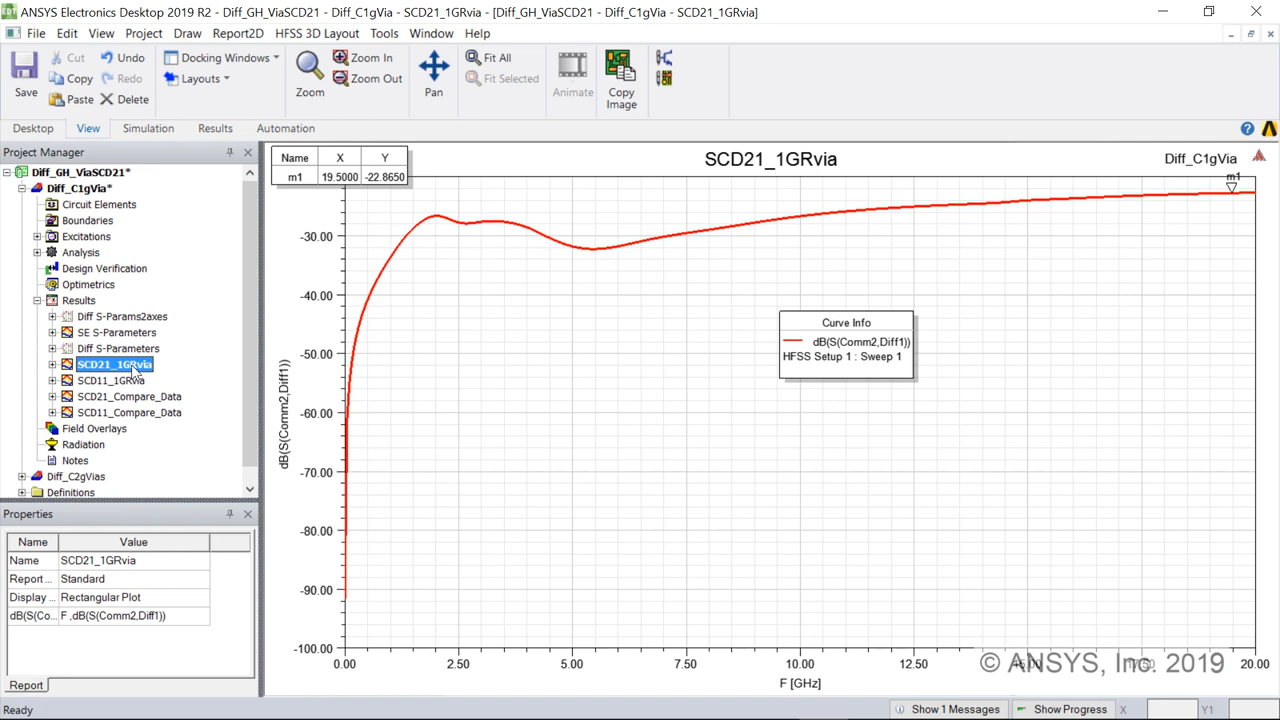 ANSYS Electronics Desktop 2019 R2 - Diff_GH_ViaSCD21 - Diff_C1gVia - SCD21_1GRvia - [Diff_GH_ViaSCD21 - Diff_C1gVia - SCD21_1GRvia]
File Edit View Project Draw Report2D HFSS 3D Layout Tools Window Help
Save
Cut
Copy
Paste
Undo
Redo
Delete
Docking Windows
Layouts
Zoom
Zoom In
Zoom Out
Pan
Fit All
Fit Selected
Animate
Copy
Image
Desktop View Simulation Results Automation
Project Manager
Diff_GH_ViaSCD21*
Diff_C1gVia*
Circuit Elements
Boundaries
Excitations
Analysis
Design Verification
Optimetrics
Results
Diff S-Params2axes
SE S-Parameters
Diff S-Parameters
SCD21_1GRvia
SCD11_1GRvia
SCD21_Compare_Data
SCD11_Compare_Data
Field Overlays
Radiation
Notes
Diff_C2gVias
Definitions
Properties
Name Value
Name SCD21_1GRvia
Report... Standard
Display... Rectangular Plot
dB(S(Co... F ,dB(S(Comm2,Diff1))
Report
Name X Y
m1 19.5000 -22.8650
SCD21_1GRvia
Diff_C1gVia
m1
dB(S(Comm2,Diff1))
-30.00
-40.00
-50.00
-60.00
-70.00
-80.00
-90.00
-100.00
Curve Info
dB(S(Comm2,Diff1))
HFSS Setup 1 : Sweep 1
0.00 2.50 5.00 7.50 10.00 12.50 15.00 17.50 20.00
F [GHz]
© ANSYS, Inc. 2019
Ready
Show 1 Messages Show Progress X Y1